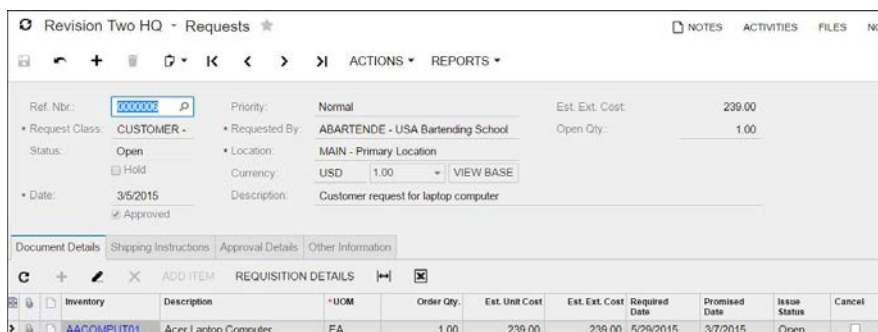 Revision Two HQ - Requests NOTES ACTIVITIES FILES NO
ACTIONS REPORTS
Ref. Nbr.: 0000006 Priority: Normal Est. Ext. Cost: 239.00
* Request Class: CUSTOMER - * Requested By: ABARTENDE - USA Bartending School Open Qty.: 1.00
Status: Open * Location: MAIN - Primary Location
Hold Currency: USD 1.00 VIEW BASE
* Date: 3/5/2015 Description: Customer request for laptop computer
Approved
Document Details Shipping Instructions Approval Details Other Information
ADD ITEM REQUISITION DETAILS
Inventory Description *UOM Order Qty. Est. Unit Cost Est. Ext. Cost Required Date Promised Date Issue Status Cancel
AACOMPUT01 Acer Laptop Computer EA 1.00 239.00 239.00 5/29/2015 3/7/2015 Open